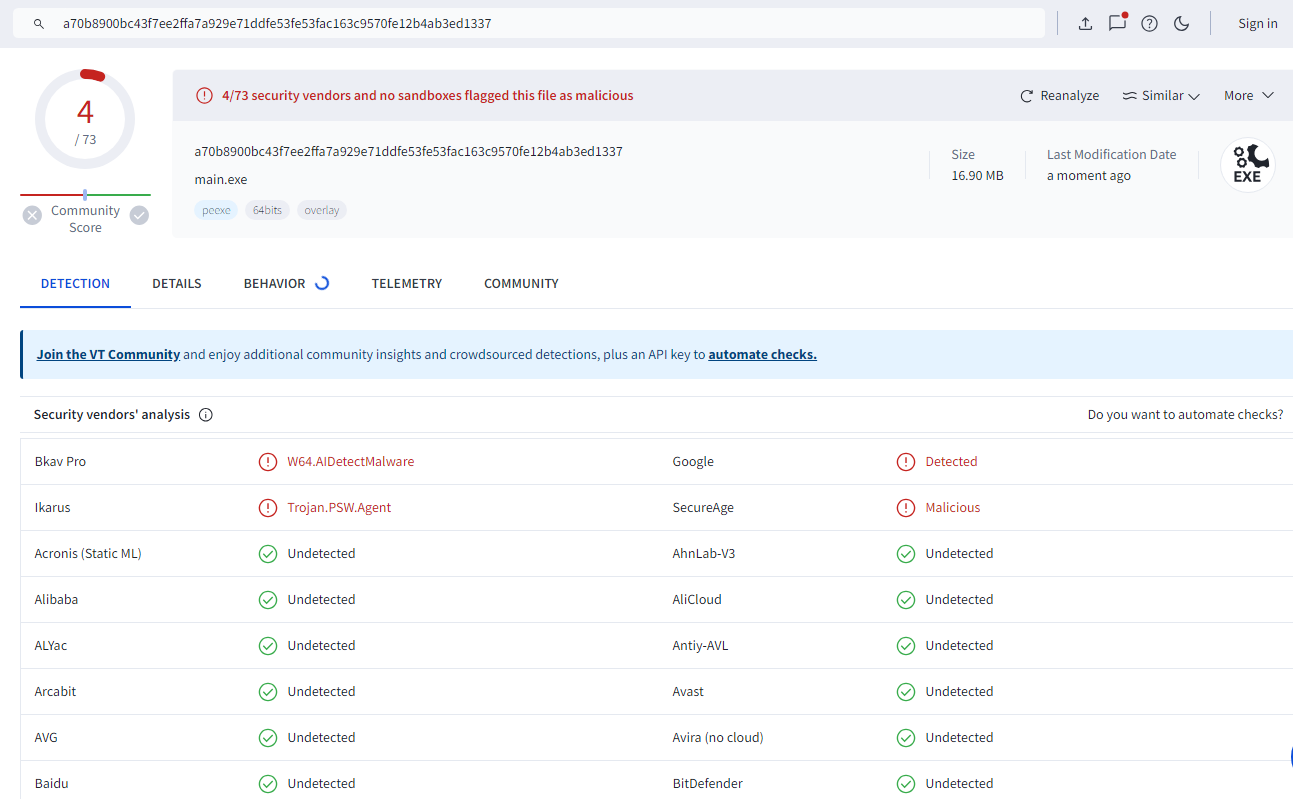 a70b8900bc43f7ee2ffa7a929e71ddfe53fe53fac163c9570fe12b4ab3ed1337
Sign in
4
/ 73
Community
Score
4/73 security vendors and no sandboxes flagged this file as malicious
Reanalyze
Similar
More
a70b8900bc43f7ee2ffa7a929e71ddfe53fe53fac163c9570fe12b4ab3ed1337
main.exe
peexe
64bits
overlay
Size
16.90 MB
Last Modification Date
a moment ago
EXE
DETECTION
DETAILS
BEHAVIOR
TELEMETRY
COMMUNITY
Join the VT Community and enjoy additional community insights and crowdsourced detections, plus an API key to automate checks.
Security vendors' analysis
Do you want to automate checks?
Bkav Pro
W64.AIDetectMalware
Google
Detected
Ikarus
Trojan.PSW.Agent
SecureAge
Malicious
Acronis (Static ML)
Undetected
AhnLab-V3
Undetected
Alibaba
Undetected
AliCloud
Undetected
ALYac
Undetected
Antiy-AVL
Undetected
Arcabit
Undetected
Avast
Undetected
AVG
Undetected
Avira (no cloud)
Undetected
Baidu
Undetected
BitDefender
Undetected